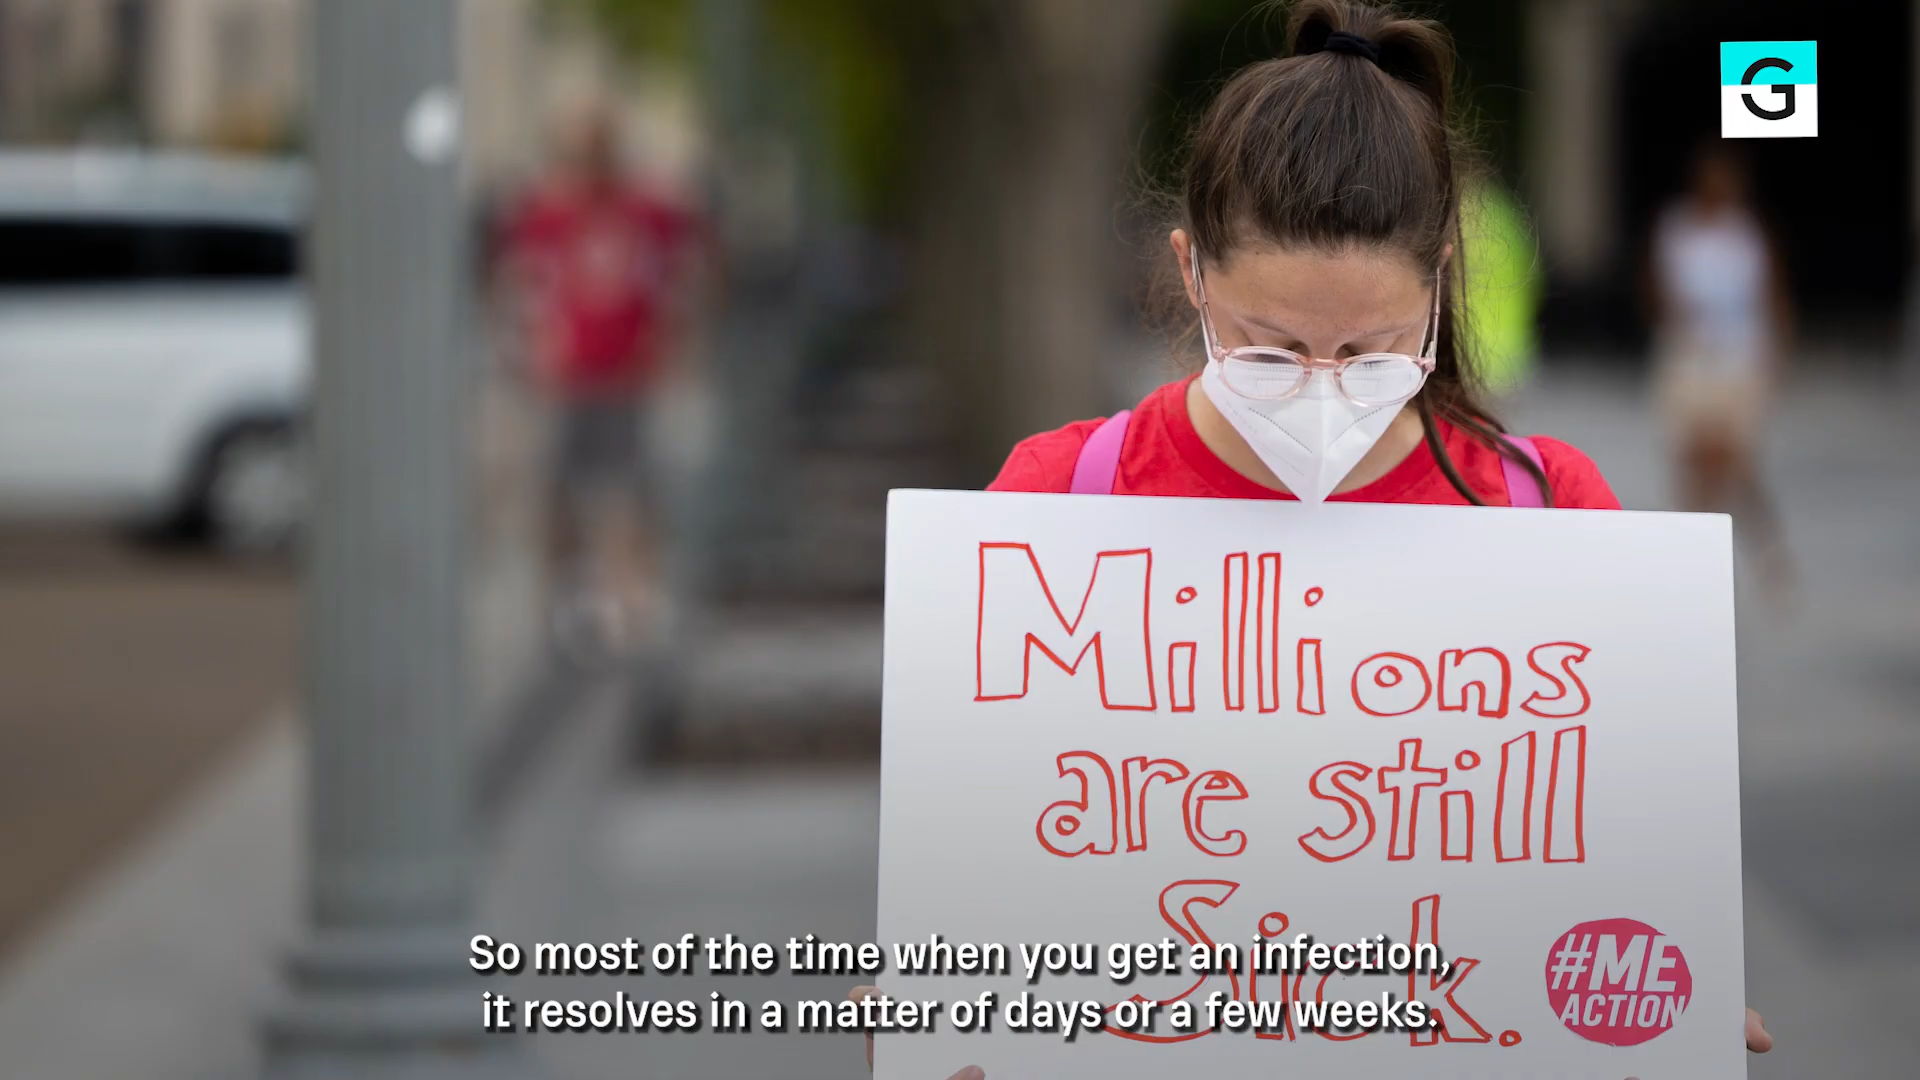 G
Millions
are still
Sick.
#ME
ACTION
So most of the time when you get an infection,
it resolves in a matter of days or a few weeks.